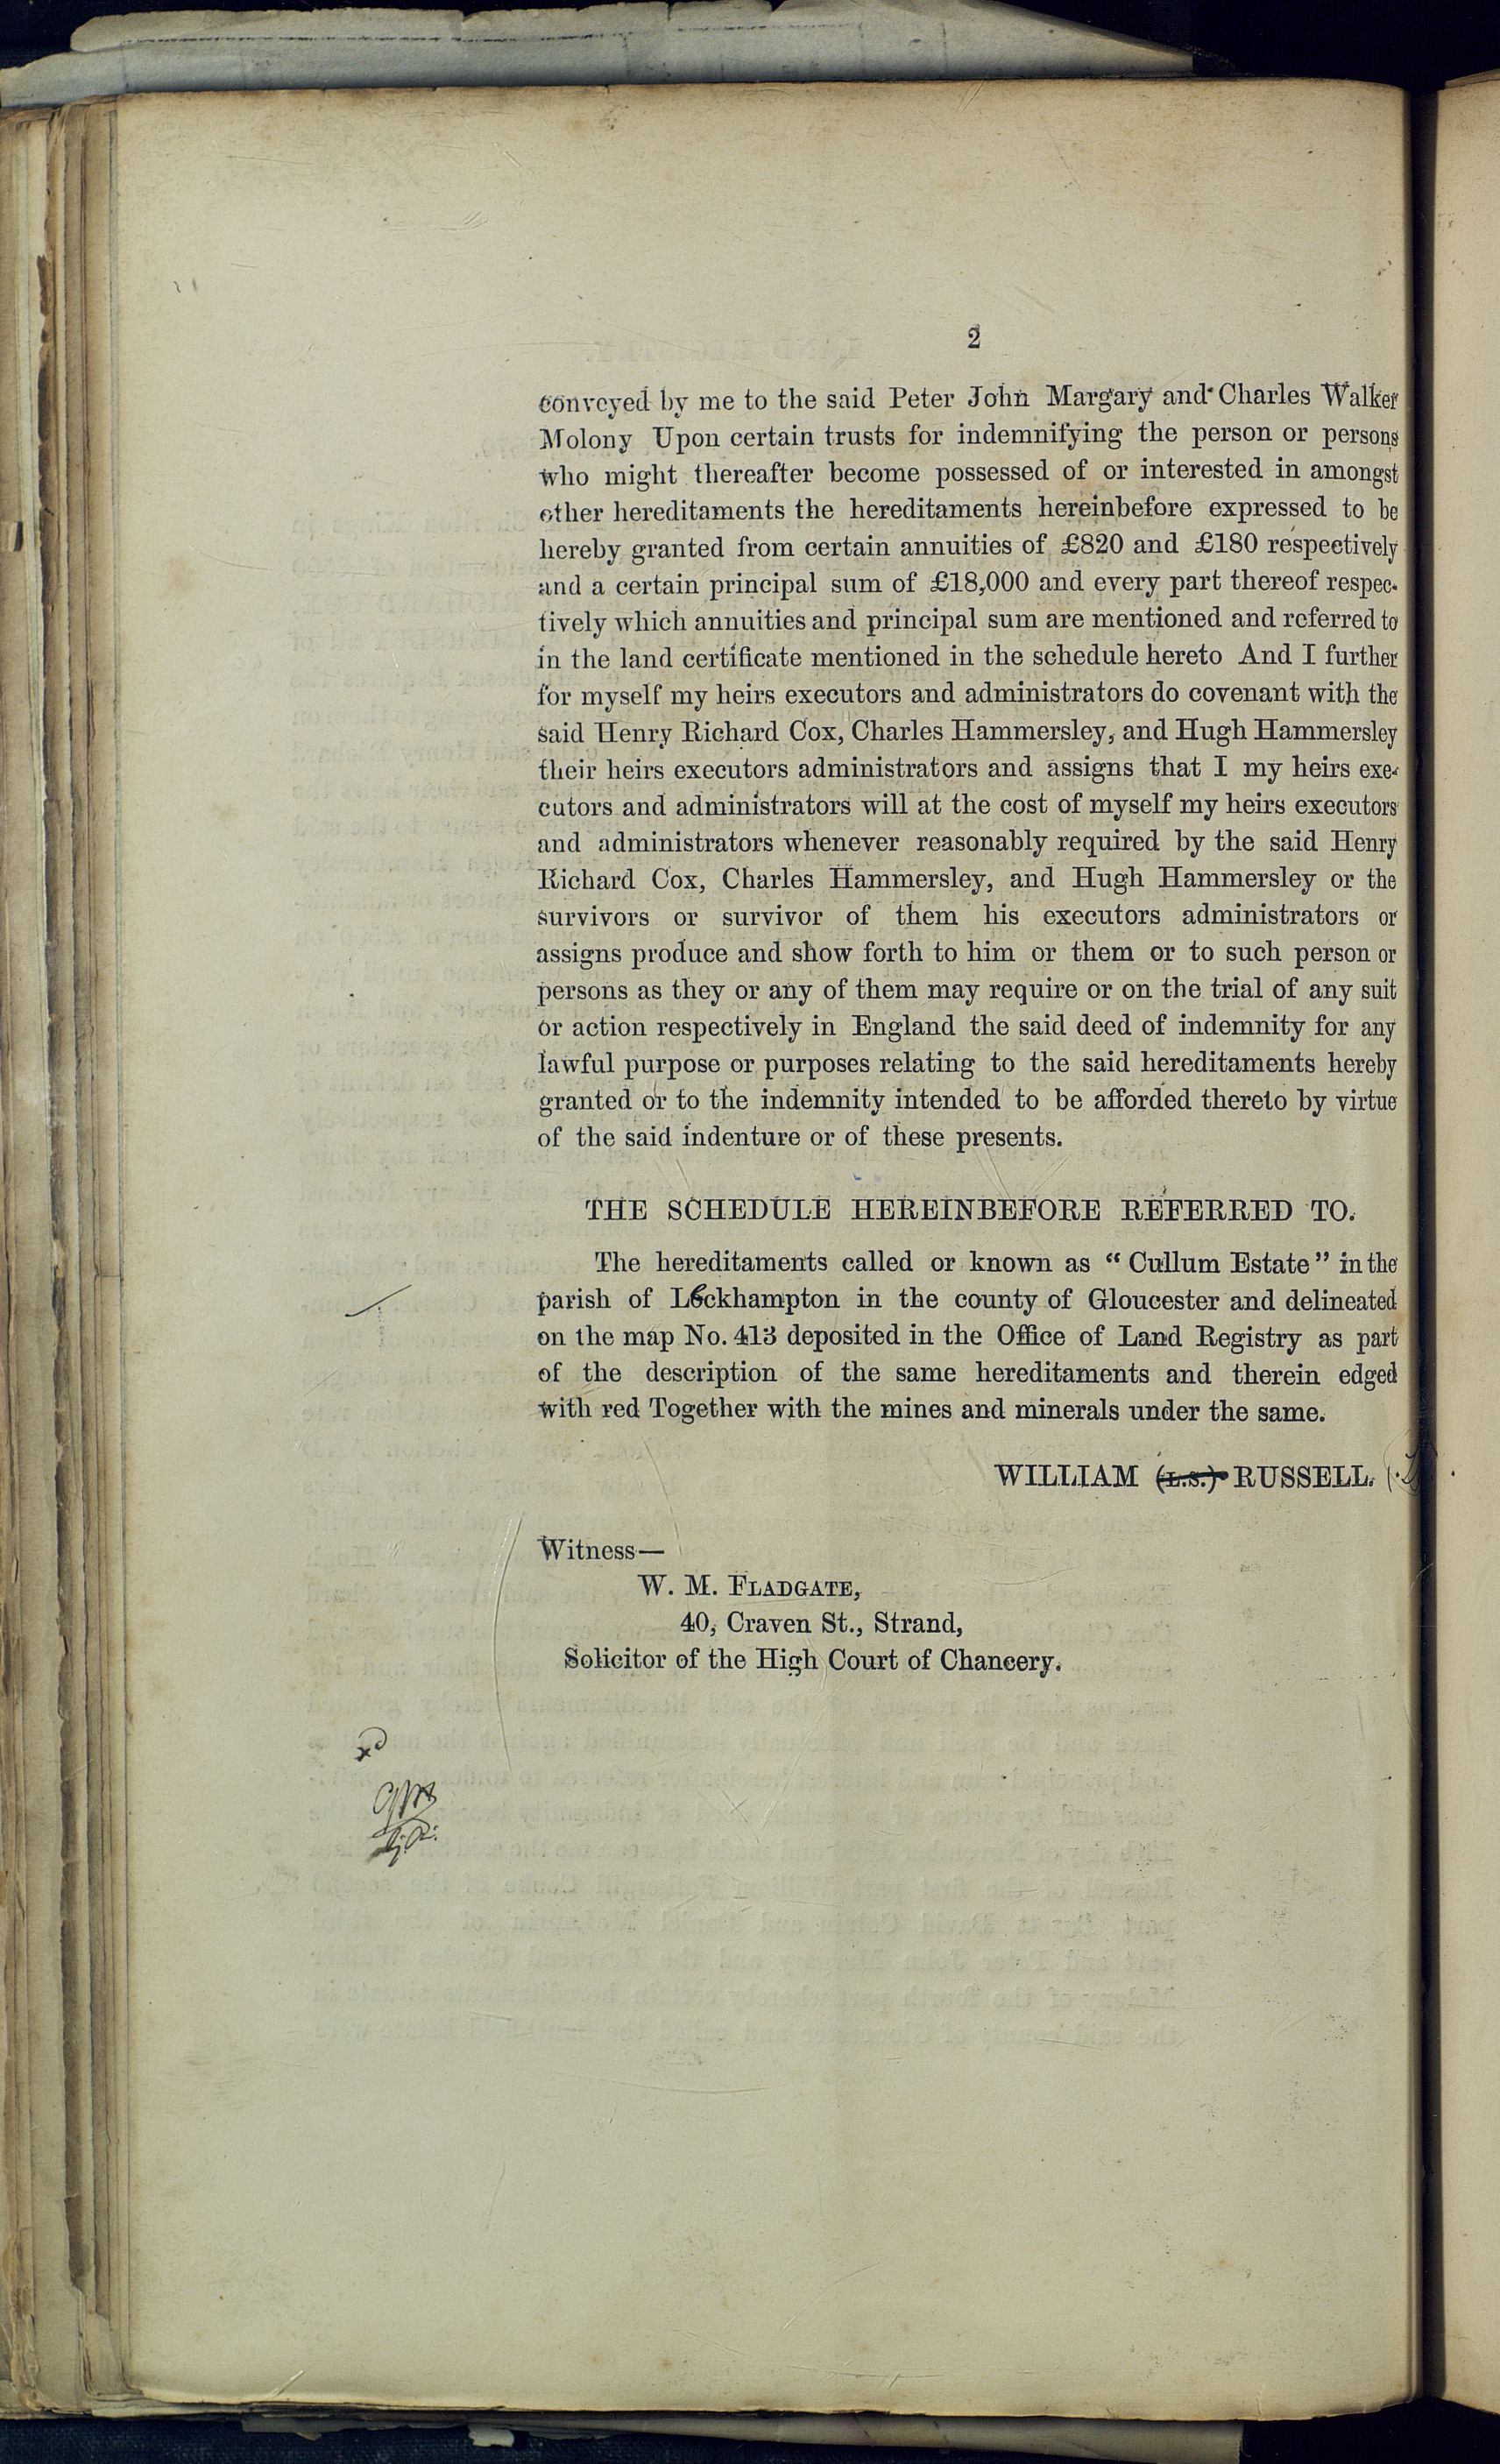 2
conveyed by me to the said Peter John Margary and Charles Walker
Molony Upon certain trusts for indemnifying the person or persons
who might thereafter become possessed of or interested in amongst
other hereditaments the hereditaments hereinbefore expressed to be
hereby granted from certain annuities of £820 and £180 respectively
and a certain principal sum of £18,000 and every part thereof respec-
tively which annuities and principal sum are mentioned and referred to
in the land certificate mentioned in the schedule hereto And I further
for myself my heirs executors and administrators do covenant with the
said Henry Richard Cox, Charles Hammersley, and Hugh Hammersley
their heirs executors administrators and assigns that I my heirs exe-
cutors and administrators will at the cost of myself my heirs executors
and administrators whenever reasonably required by the said Henry
Richard Cox, Charles Hammersley, and Hugh Hammersley or the
survivors or survivor of them his executors administrators or
assigns produce and show forth to him or them or to such person or
persons as they or any of them may require or on the trial of any suit
or action respectively in England the said deed of indemnity for any
lawful purpose or purposes relating to the said hereditaments hereby
granted or to the indemnity intended to be afforded thereto by virtue
of the said indenture or of these presents.
THE SCHEDULE HEREINBEFORE REFERRED TO.
The hereditaments called or known as “Cullum Estate” in the
parish of Leckhampton in the county of Gloucester and delineated
on the map No. 413 deposited in the Office of Land Registry as part
of the description of the same hereditaments and therein edged
with red Together with the mines and minerals under the same.
WILLIAM (L.S.) RUSSELL.
Witness—
W. M. FLADGATE,
40, Craven St., Strand,
Solicitor of the High Court of Chancery.